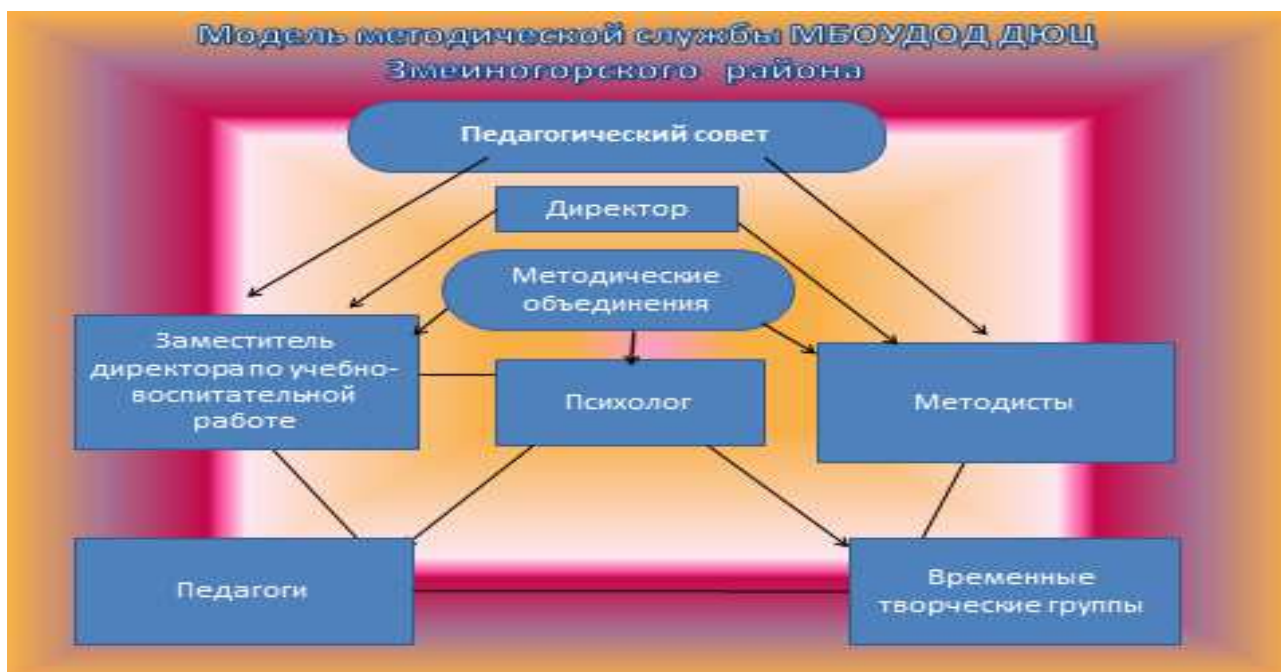 Модель методической службы МБОУДОД ДЮЦ
Змеиногорского района
Педагогический совет
Директор
Методические
объединения
Заместитель
директора по учебно-
воспитательной
работе
Психолог
Методисты
Педагоги
Временные
творческие группы